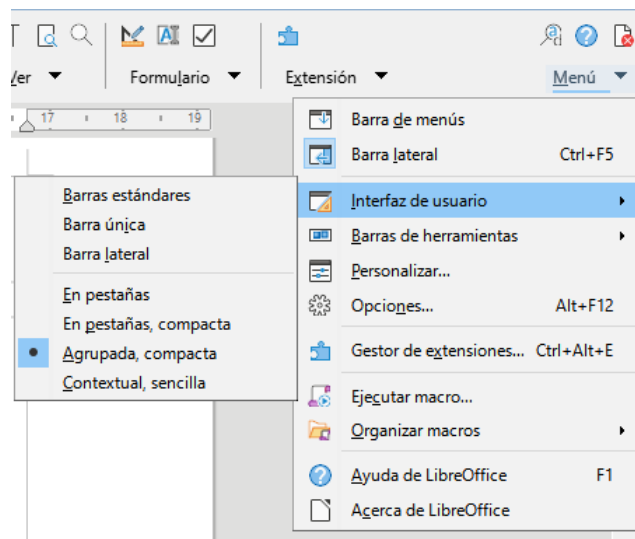 Ver Formulario Extensión Menú
17 18 19
Barra de menús
Barra lateral Ctrl+F5
Interfaz de usuario
Barras de herramientas
Personalizar...
Opciones... Alt+F12
Gestor de extensiones... Ctrl+Alt+E
Ejecutar macro...
Organizar macros
Ayuda de LibreOffice F1
Acerca de LibreOffice
Barras estándares
Barra única
Barra lateral
En pestañas
En pestañas, compacta
Agrupada, compacta
Contextual, sencilla